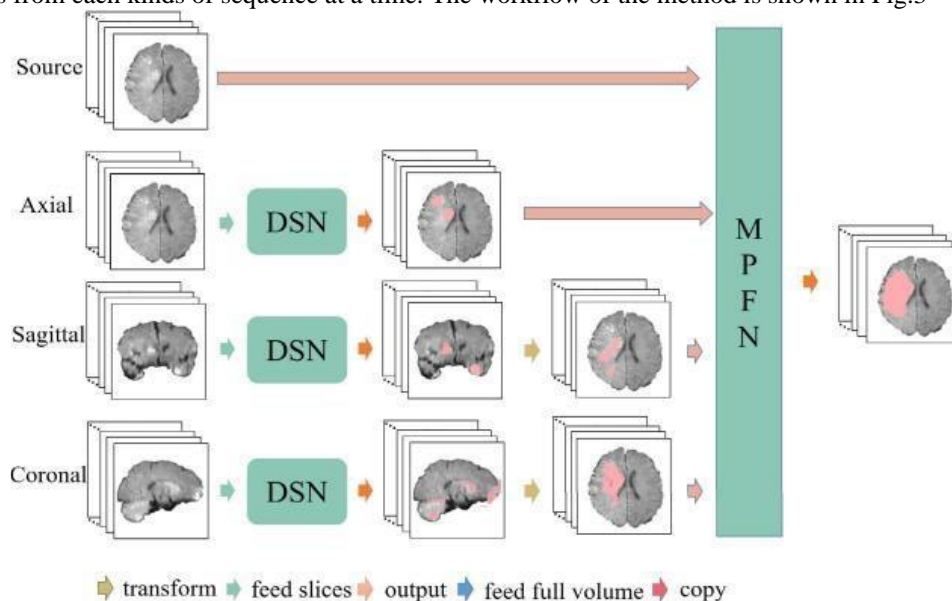 s from each kinds of sequence at a time. The workflow of the method is shown in Fig.3
Source
Axial
DSN
Sagittal
DSN
Coronal
DSN
M
P
F
N
transform feed slices output feed full volume copy